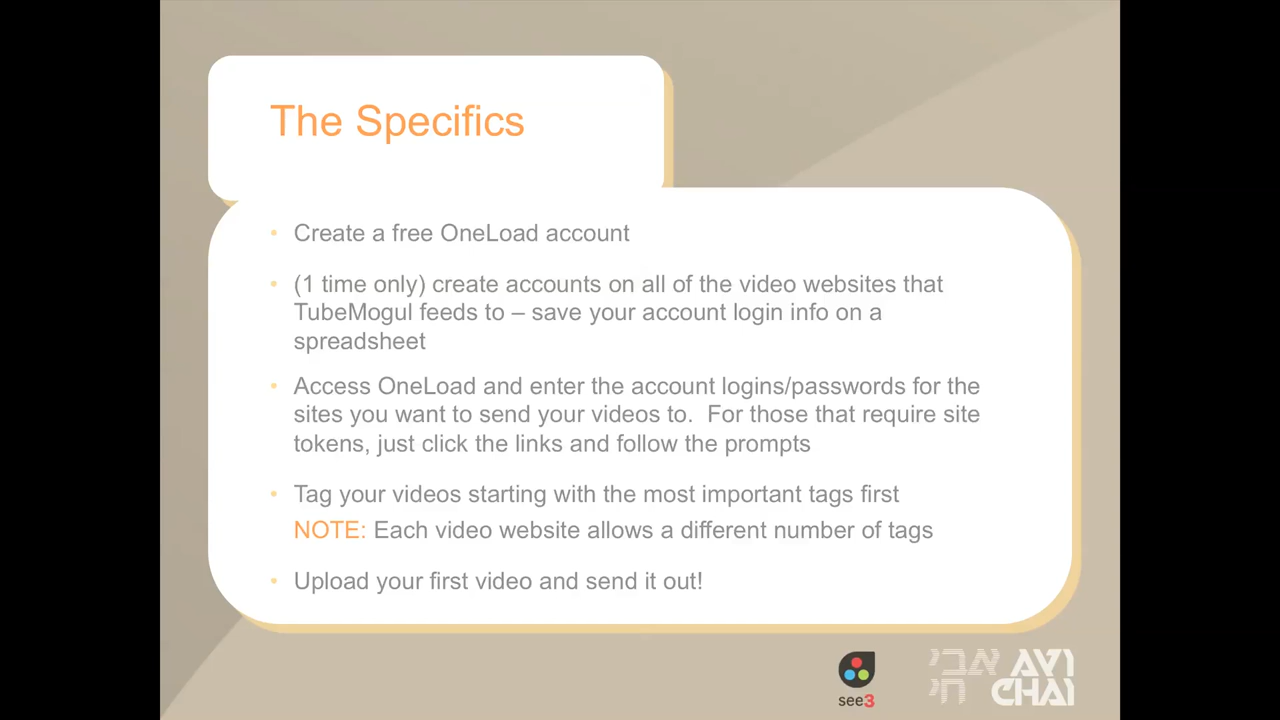 The Specifics
• Create a free OneLoad account
• (1 time only) create accounts on all of the video websites that
TubeMogul feeds to – save your account login info on a
spreadsheet
• Access OneLoad and enter the account logins/passwords for the
sites you want to send your videos to.  For those that require site
tokens, just click the links and follow the prompts
• Tag your videos starting with the most important tags first
NOTE: Each video website allows a different number of tags
• Upload your first video and send it out!
see3
אבי AVI
חי CHAI